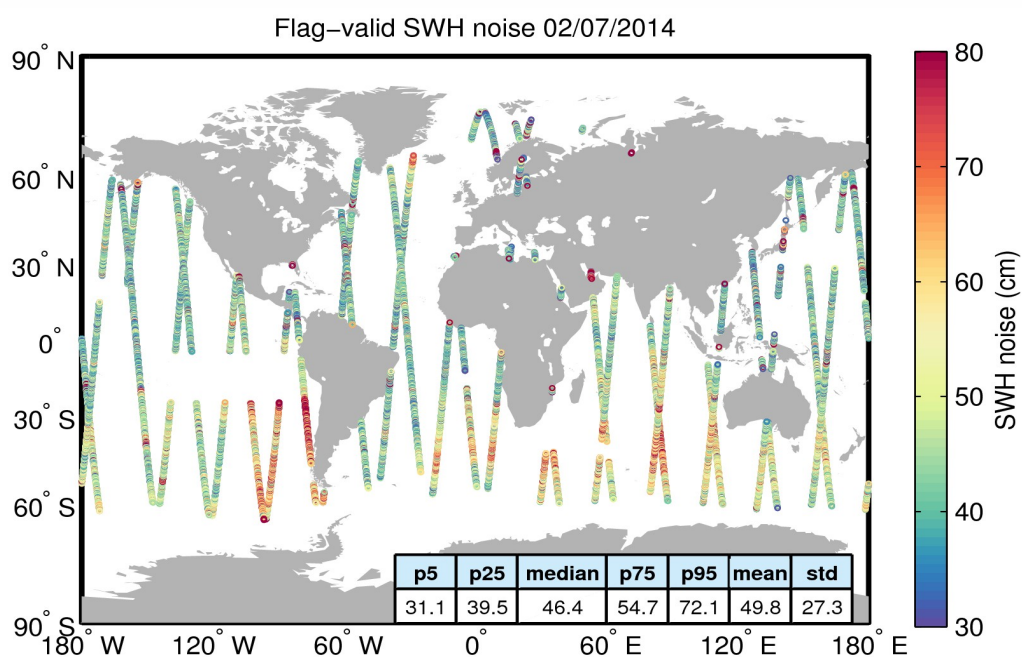 Flag−valid SWH noise 02/07/2014
90° N
60° N
30° N
0°
30° S
60° S
90° S
180° W
120° W
60° W
0°
60° E
120° E
180° E
80
70
60
50
40
30
SWH noise (cm)
p5 p25 median p75 p95 mean std
31.1 39.5 46.4 54.7 72.1 49.8 27.3